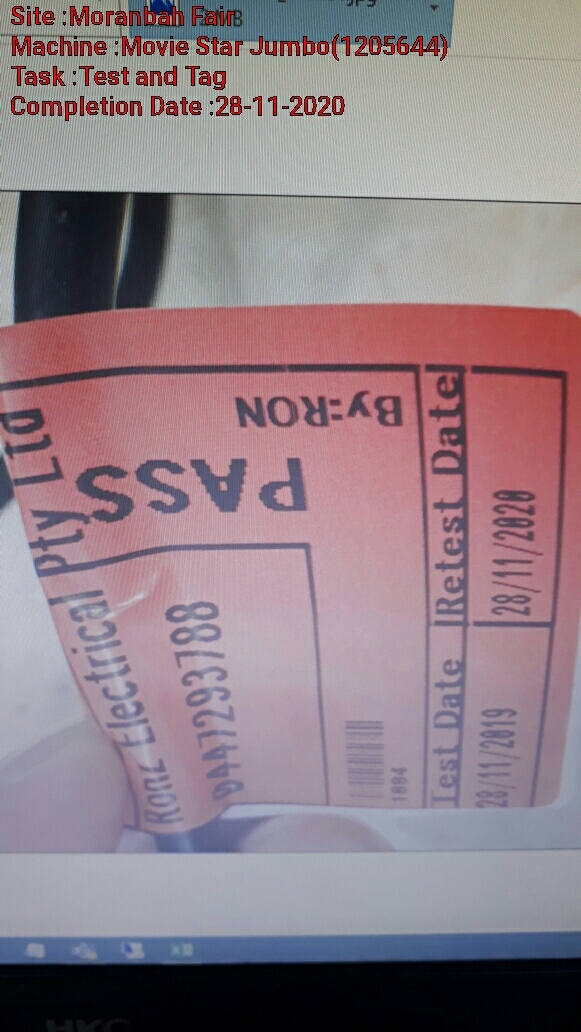 Site :Moranbah Fair
Machine :Movie Star Jumbo(1205644)
Task :Test and Tag
Completion Date :28-11-2020
By:RON
PASS
Ronz Electrical Pty Ltd
0447293788
1004
Test Date
Retest Date
28/11/2019
28/11/2020